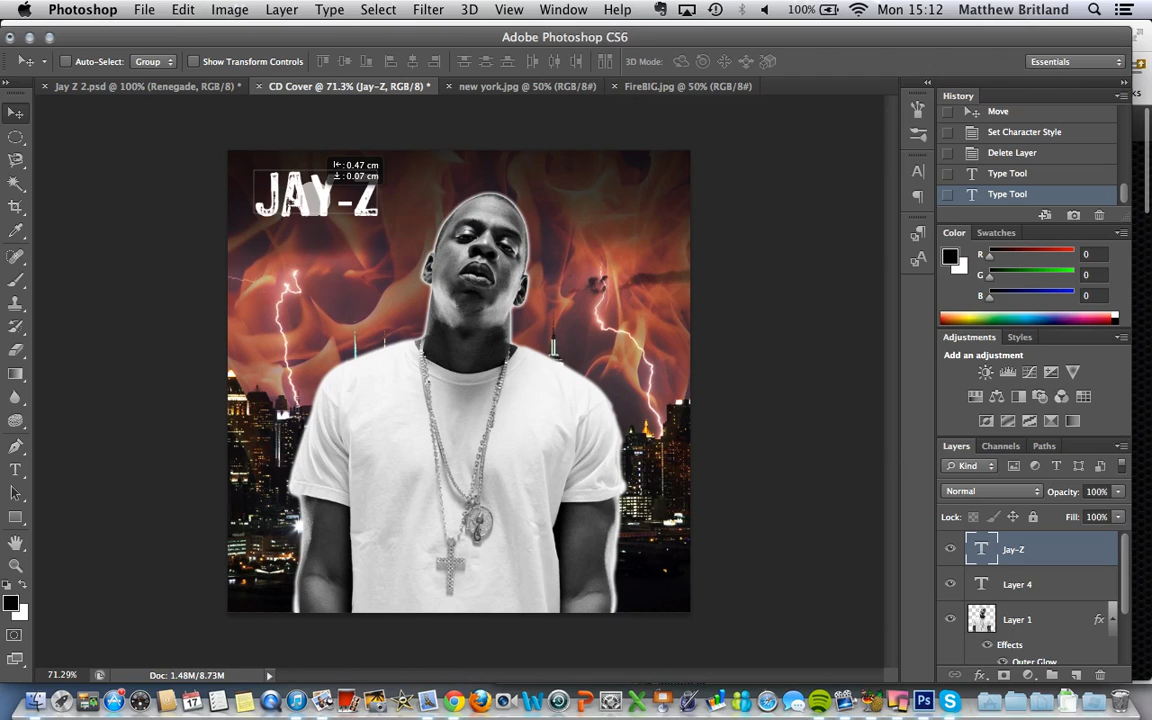 Photoshop File Edit Image Layer Type Select Filter 3D View Window Help 100% Mon 15:12 Matthew Britland
Adobe Photoshop CS6
Auto-Select: Group Show Transform Controls 3D Mode: Essentials
× Jay Z 2.psd @ 100% (Renegade, RGB/8) * × CD Cover @ 71.3% (Jay-Z, RGB/8) * × new york.jpg @ 50% (RGB/8#) × FireBIG.jpg @ 50% (RGB/8#)
History
Move
Set Character Style
Delete Layer
Type Tool
Type Tool
0.47 cm
0.07 cm
JAY-Z
Color Swatches
R 0
G 0
B 0
Adjustments Styles
Add an adjustment
Layers Channels Paths
Kind
Normal Opacity: 100%
Lock: Fill: 100%
Jay-Z
Layer 4
Layer 1 fx
Effects
Outer Glow
71.29% Doc: 1.48M/8.73M